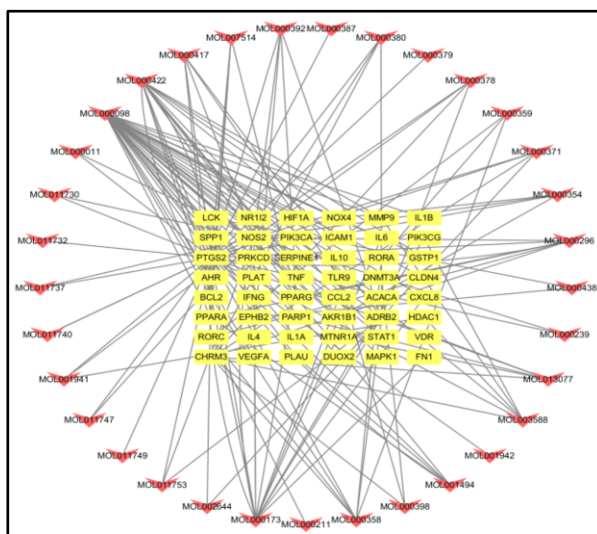 MOL000387
MOL000392
MOL000380
MOL007514
MOL000379
MOL000417
MOL000378
MOL000422
MOL000359
MOL000098
MOL000371
MOL000011
MOL000354
MOL011730
MOL000296
MOL011732
MOL000438
MOL011737
MOL000239
MOL011740
MOL013077
MOL001941
MOL003588
MOL011747
MOL001942
MOL011749
MOL001494
MOL011753
MOL000398
MOL002644
MOL000358
MOL000173
MOL000211
LCK NR1I2 HIF1A NOX4 MMP9 IL1B
SPP1 NOS2 PIK3CA ICAM1 IL6 PIK3CG
PTGS2 PRKCD SERPINE1 IL10 RORA GSTP1
AHR PLAT TNF TLR9 DNMT3A CLDN4
BCL2 IFNG PPARG CCL2 ACACA CXCL8
PPARA EPHB2 PARP1 AKR1B1 ADRB2 HDAC1
RORC IL4 IL1A MTNR1A STAT1 VDR
CHRM3 VEGFA PLAU DUOX2 MAPK1 FN1